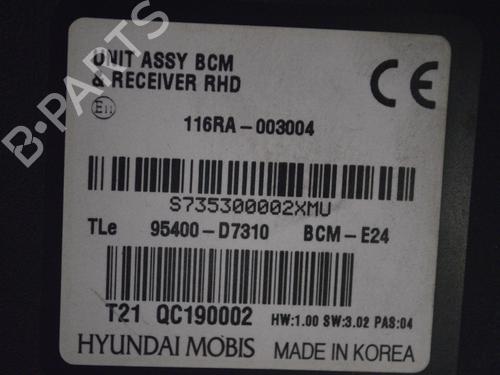 B-PARTS
UNIT ASSY BCM
& RECEIVER RHD
CE
E11
116RA-003004
S735300002XMU
TLe 95400-D7310 BCM-E24
T21 QC190002 HW:1.00 SW:3.02 PAS:04
HYUNDAI MOBIS MADE IN KOREA